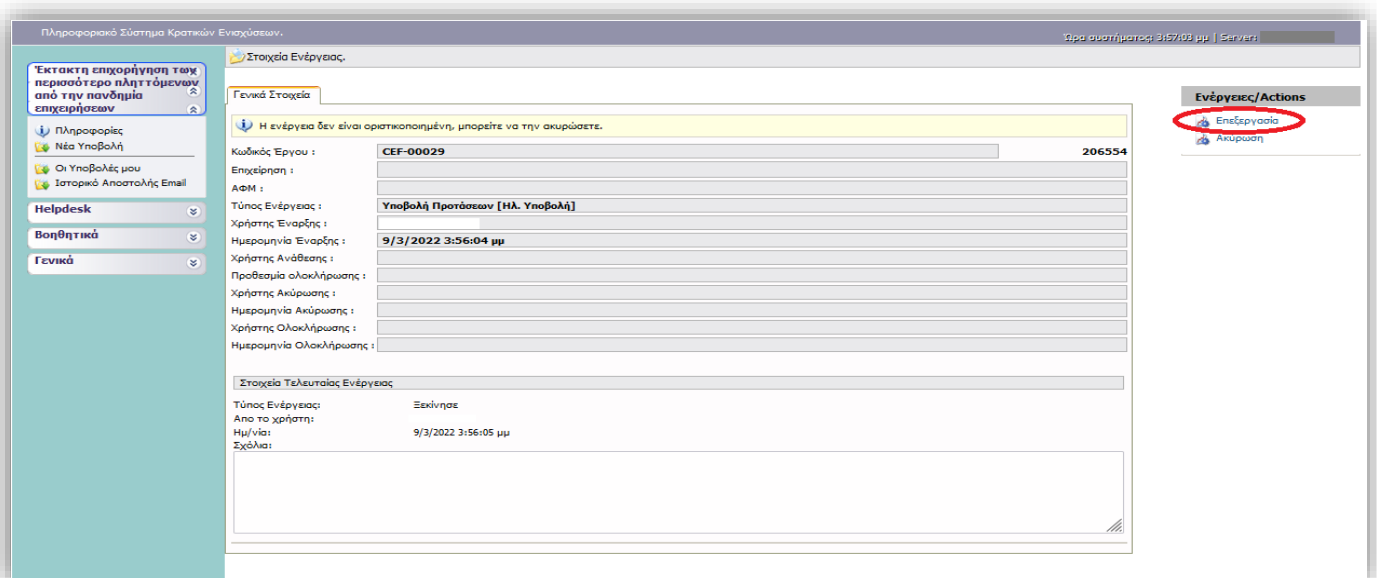 Πληροφοριακό Σύστημα Κρατικών Ενισχύσεων.
Ώρα συστήματος: 3:57:03 μμ | Server:
Έκτακτη επιχορήγηση των
περισσότερο πληττόμενων
από την πανδημία
επιχειρήσεων
Πληροφορίες
Νέα Υποβολή
Οι Υποβολές μου
Ιστορικό Αποστολής Email
Helpdesk
Βοηθητικά
Γενικά
Στοιχεία Ενέργειας.
Γενικά Στοιχεία
Η ενέργεια δεν είναι οριστικοποιημένη, μπορείτε να την ακυρώσετε.
Κωδικός Έργου : CEF-00029 206554
Επιχείρηση :
ΑΦΜ :
Τύπος Ενέργειας : Υποβολή Προτάσεων [Ηλ. Υποβολή]
Χρήστης Έναρξης :
Ημερομηνία Έναρξης : 9/3/2022 3:56:04 μμ
Χρήστης Ανάθεσης :
Προθεσμία ολοκλήρωσης :
Χρήστης Ακύρωσης :
Ημερομηνία Ακύρωσης :
Χρήστης Ολοκλήρωσης :
Ημερομηνία Ολοκλήρωσης :
Στοιχεία Τελευταίας Ενέργειας
Τύπος Ενέργειας: Ξεκίνησε
Απο το χρήστη:
Ημ/νία: 9/3/2022 3:56:05 μμ
Σχόλια:
Ενέργειες/Actions
Επεξεργασία
Ακύρωση